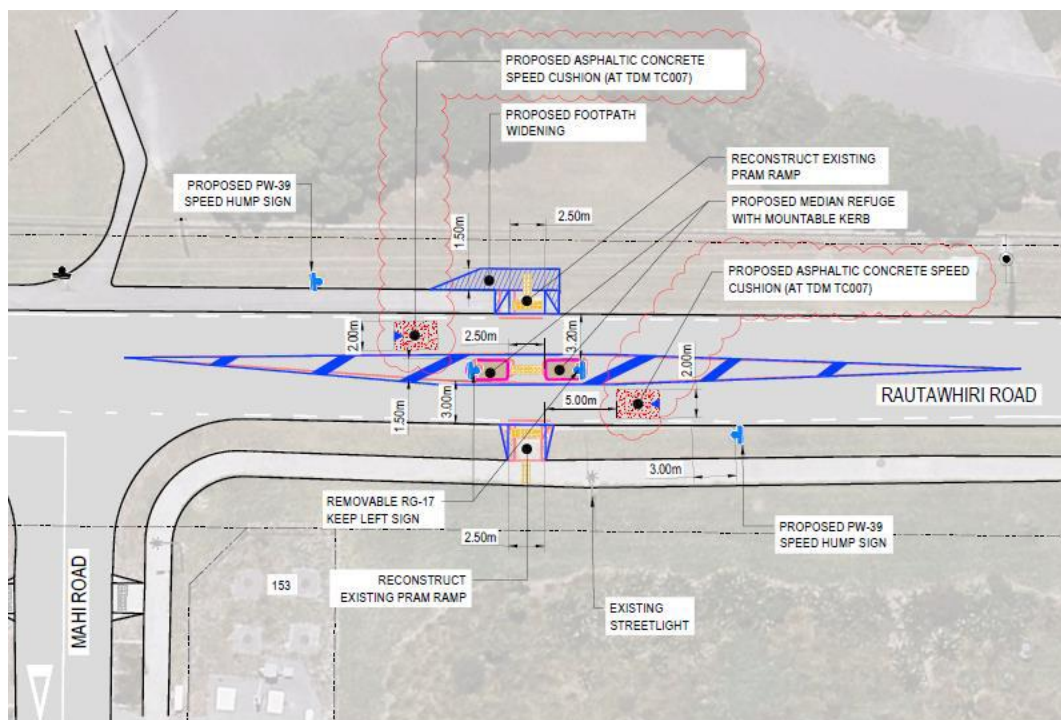 PROPOSED ASPHALTIC CONCRETE
SPEED CUSHION (AT TDM TC007)
PROPOSED FOOTPATH
WIDENING
RECONSTRUCT EXISTING
PRAM RAMP
PROPOSED PW-39
SPEED HUMP SIGN
PROPOSED MEDIAN REFUGE
WITH MOUNTABLE KERB
2.50m
1.50m
PROPOSED ASPHALTIC CONCRETE SPEED
CUSHION (AT TDM TC007)
2.00m
2.50m
3.20m
2.00m
RAUTAWHIRI ROAD
1.50m
3.00m
5.00m
3.00m
REMOVABLE RG-17
KEEP LEFT SIGN
PROPOSED PW-39
SPEED HUMP SIGN
2.50m
RECONSTRUCT
EXISTING PRAM RAMP
153
EXISTING
STREETLIGHT
MAHI ROAD